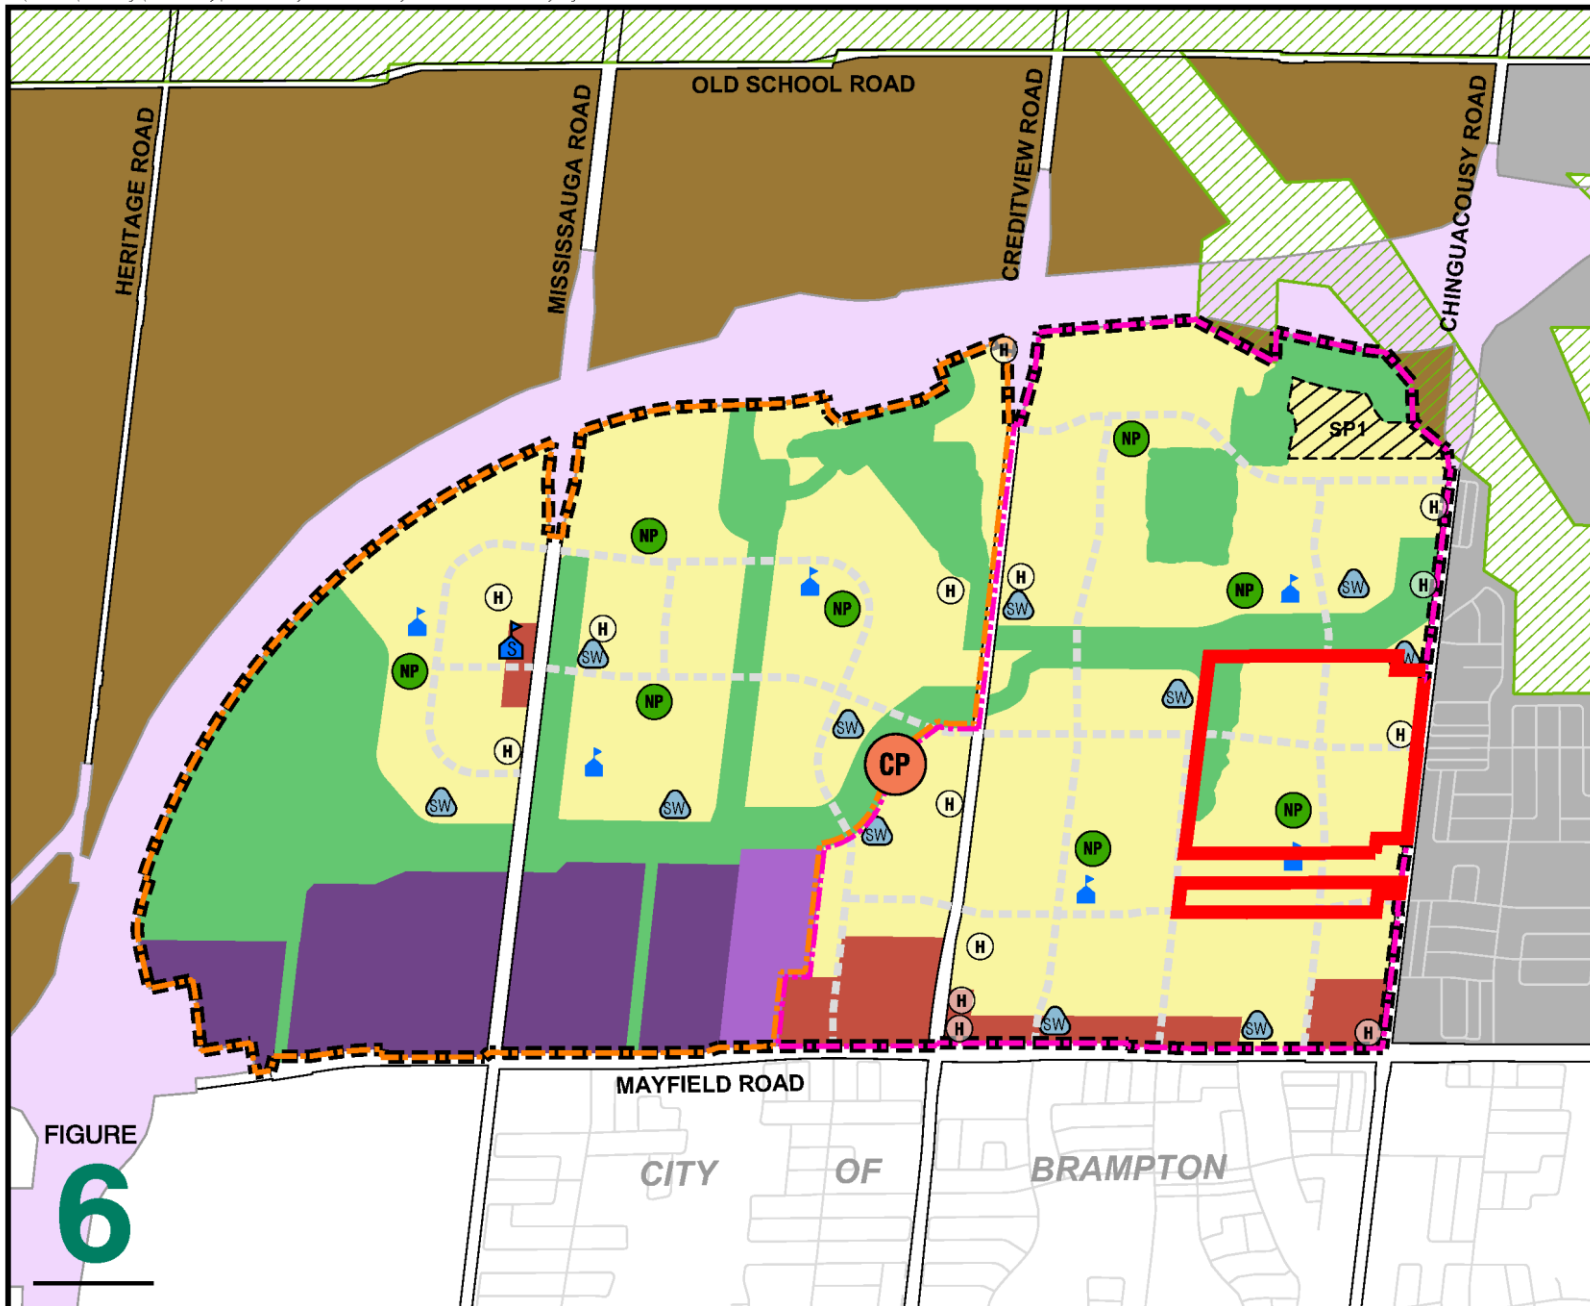 OLD SCHOOL ROAD
HERITAGE ROAD
MISSISSAUGA ROAD
CREDITVIEW ROAD
CHINGUACOUSY ROAD
H
SP1
NP
H
NP
SW
H
NP
H
H
H
SW
NP
H
S
SW
SW
NP
SW
NP
SW
H
H
CP
SW
SW
H
NP
SW
NP
H
H
H
SW
SW
H
MAYFIELD ROAD
FIGURE
6
CITY OF BRAMPTON